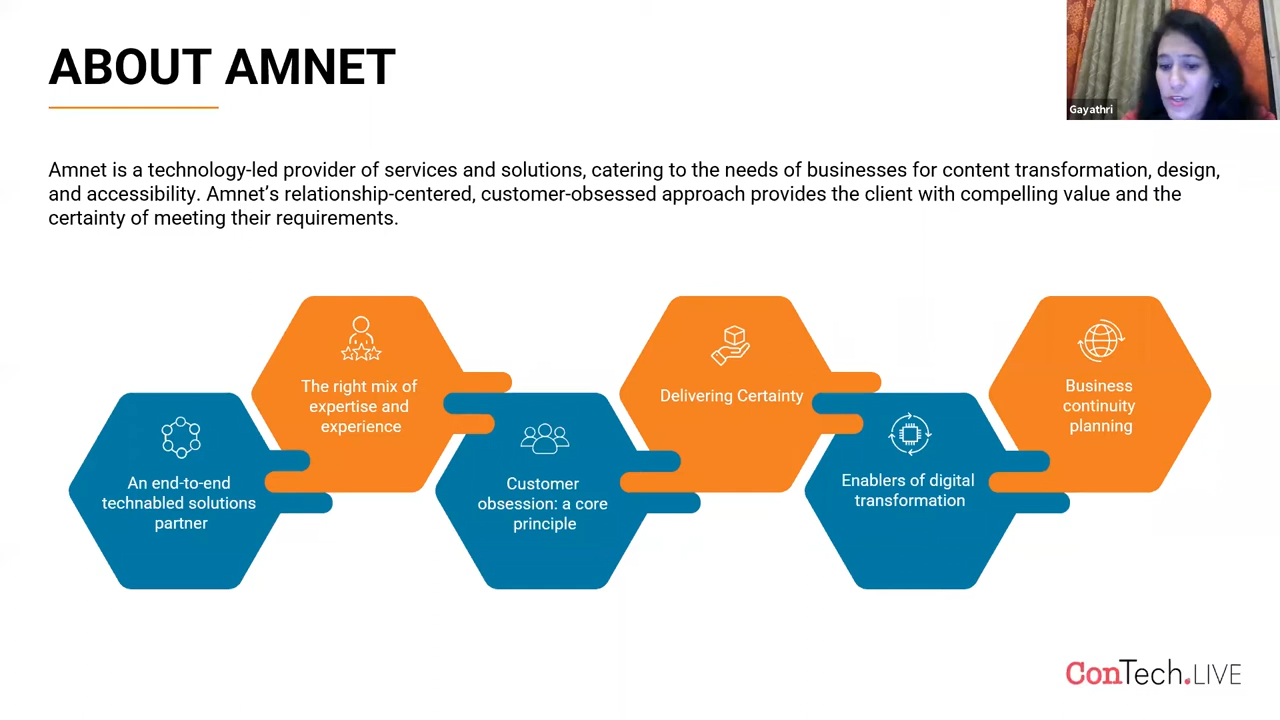 ABOUT AMNET
Gayathri
Amnet is a technology-led provider of services and solutions, catering to the needs of businesses for content transformation, design,
and accessibility. Amnet’s relationship-centered, customer-obsessed approach provides the client with compelling value and the
certainty of meeting their requirements.
An end-to-end
technabled solutions
partner
The right mix of
expertise and
experience
Customer
obsession: a core
principle
Delivering Certainty
Enablers of digital
transformation
Business
continuity
planning
ConTech.LIVE